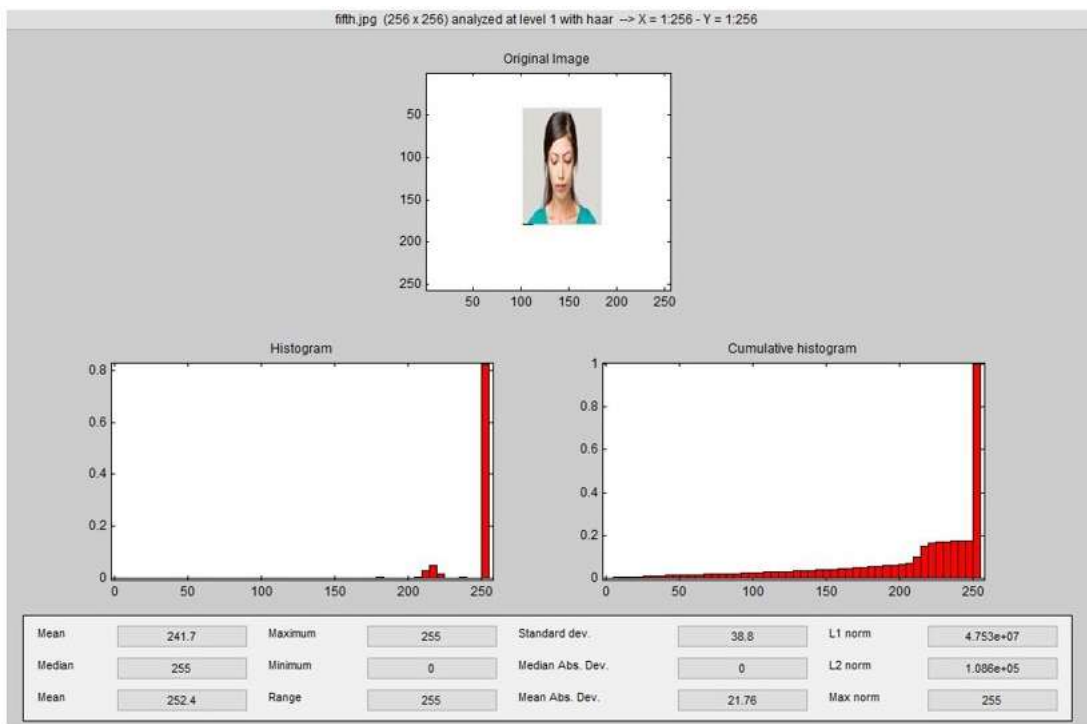 fifth.jpg (256 x 256) analyzed at level 1 with haar --> X = 1:256 - Y = 1:256
Original Image
50
100
150
200
250
50 100 150 200 250
Histogram
0.8
0.6
0.4
0.2
0
0 50 100 150 200 250
Cumulative histogram
1
0.8
0.6
0.4
0.2
0
0 50 100 150 200 250
Mean 241.7 Maximum 255 Standard dev. 38.8 L1 norm 4.753e+07
Median 255 Minimum 0 Median Abs. Dev. 0 L2 norm 1.086e+05
Mean 252.4 Range 255 Mean Abs. Dev. 21.76 Max norm 255